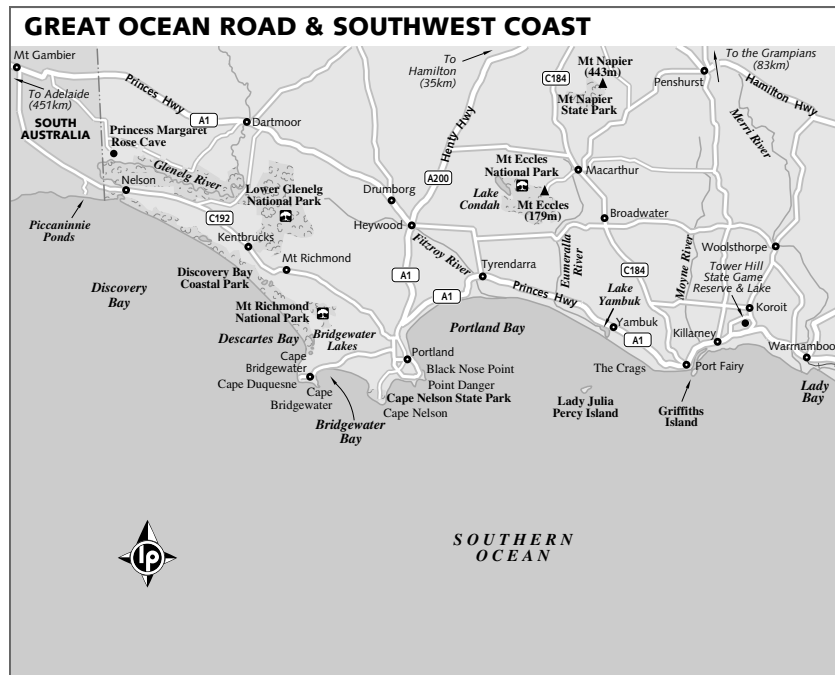 GREAT OCEAN ROAD & SOUTHWEST COAST
Mt Gambier
To Adelaide
(451km)
SOUTH
AUSTRALIA
Princes Hwy
A1
Dartmoor
Princess Margaret
Rose Cave
Glenelg River
Nelson
Piccaninnie
Ponds
Lower Glenelg
National Park
C192
Kentbrucks
Discovery
Bay
Discovery Bay
Coastal Park
Mt Richmond
Mt Richmond
National Park
Descartes Bay
Bridgewater
Lakes
Cape
Bridgewater
Cape Duquesne
Cape
Bridgewater
Bridgewater
Bay
To
Hamilton
(35km)
Henty Hwy
A200
Drumborg
Heywood
Fitzroy River
A1
A1
Tyrendarra
Portland Bay
Portland
Black Nose Point
Point Danger
Cape Nelson State Park
Cape Nelson
C184
Mt Napier
(443m)
Mt Napier
State Park
Penshurst
To the Grampians
(83km)
Hamilton Hwy
Merri River
Mt Eccles
National Park
Lake
Condah
Mt Eccles
(179m)
Macarthur
Broadwater
Eumeralla
River
Moyne River
Woolsthorpe
Tower Hill
State Game
Reserve & Lake
C184
Koroit
Princes Hwy
Lake
Yambuk
Yambuk
A1
Killarney
The Crags
Port Fairy
Warrnambool
Lady
Bay
Lady Julia
Percy Island
Griffiths
Island
SOUTHERN
OCEAN
lp